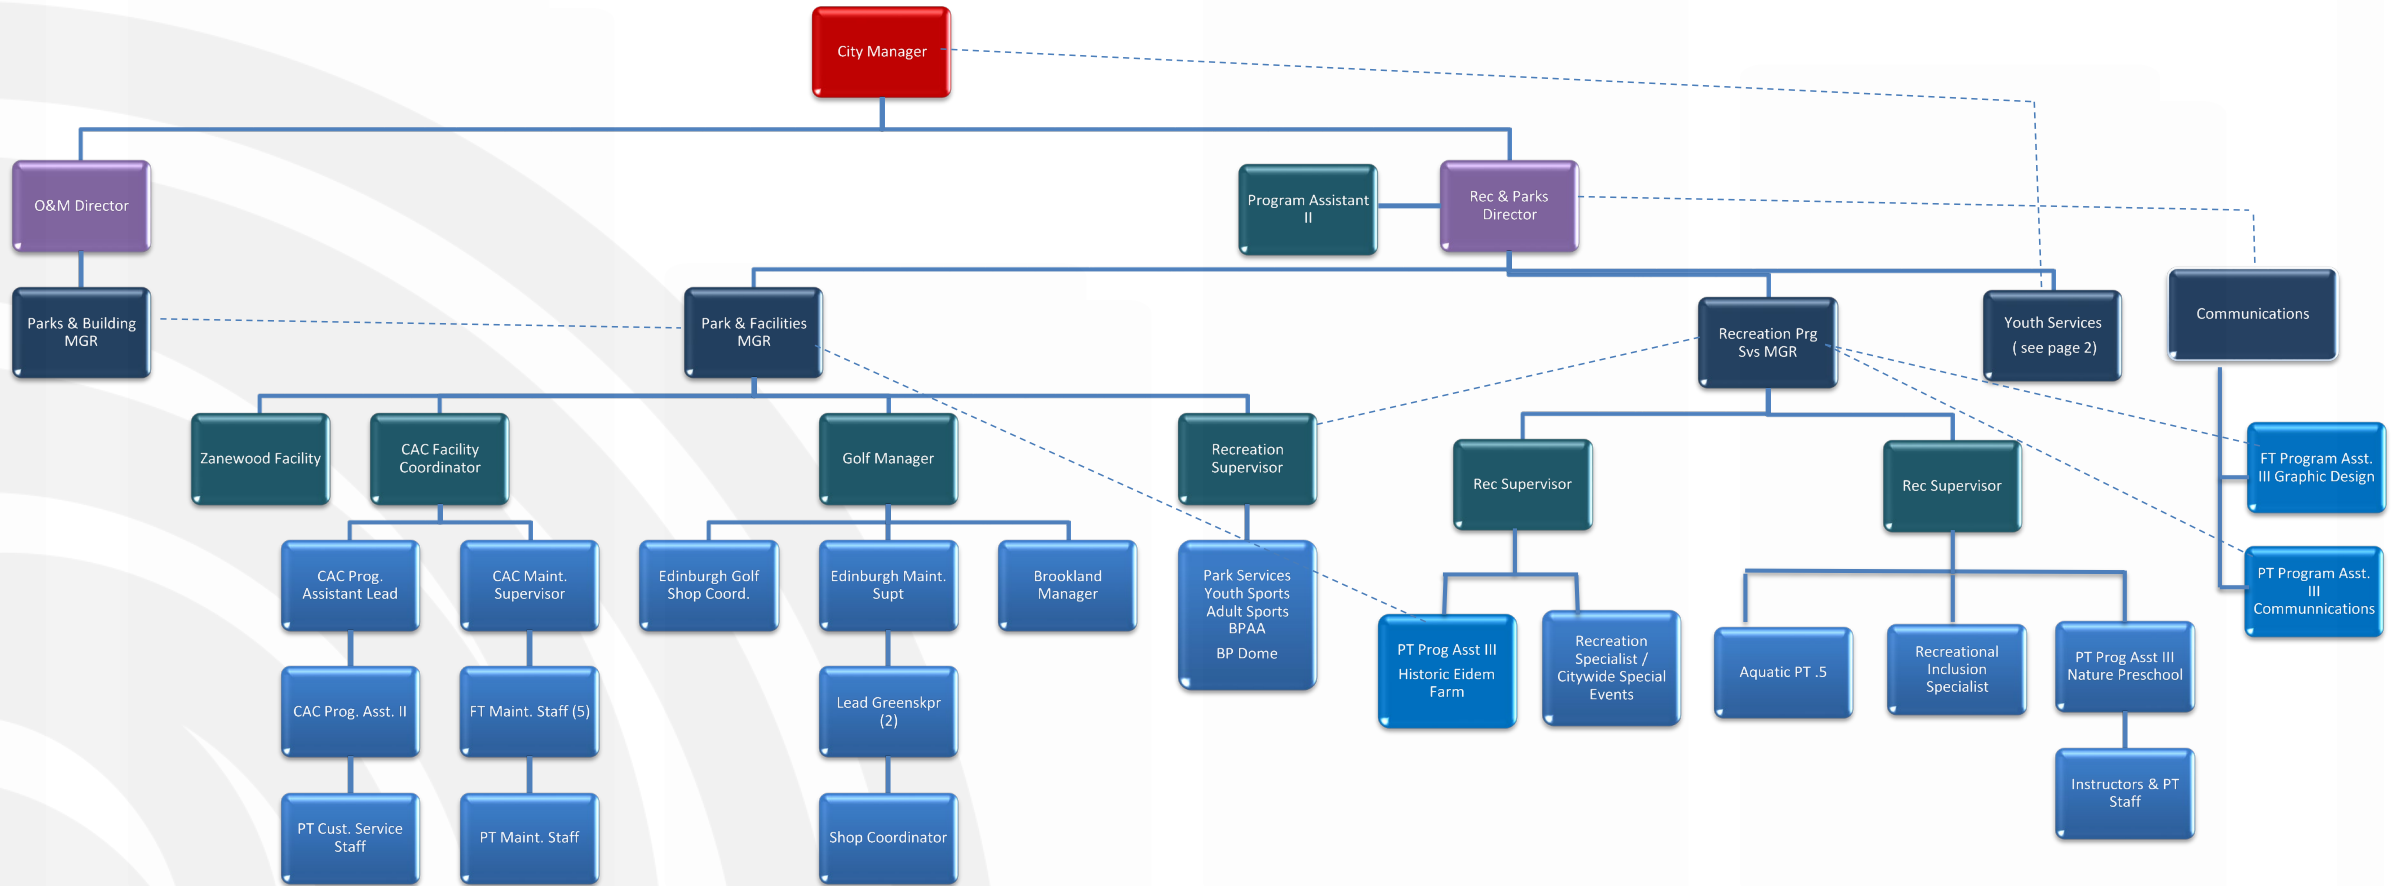 City Manager
O&M Director
Program Assistant
II
Rec & Parks
Director
Parks & Building
MGR
Park & Facilities
MGR
Recreation Prg
Svs MGR
Youth Services
( see page 2)
Communications
Zanewood Facility
CAC Facility
Coordinator
Golf Manager
Recreation
Supervisor
Rec Supervisor
Rec Supervisor
FT Program Asst.
III Graphic Design
CAC Prog.
Assistant Lead
CAC Maint.
Supervisor
Edinburgh Golf
Shop Coord.
Edinburgh Maint.
Supt
Brookland
Manager
Park Services
Youth Sports
Adult Sports
BPAA
BP Dome
PT Program Asst.
III
Communnications
PT Prog Asst III
Historic Eidem
Farm
Recreation
Specialist /
Citywide Special
Events
Aquatic PT .5
Recreational
Inclusion
Specialist
PT Prog Asst III
Nature Preschool
CAC Prog. Asst. II
FT Maint. Staff (5)
Lead Greenskpr
(2)
Instructors & PT
Staff
PT Cust. Service
Staff
PT Maint. Staff
Shop Coordinator